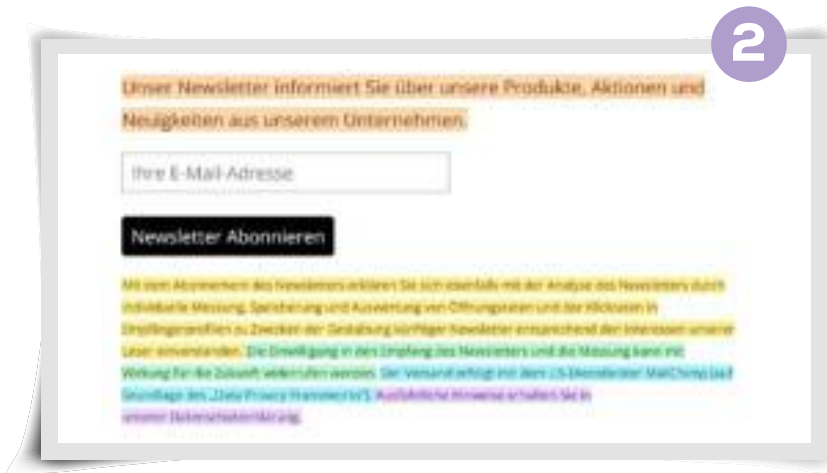 2
Unser Newsletter informiert Sie über unsere Produkte, Aktionen und
Neuigkeiten aus unserem Unternehmen.
Ihre E-Mail-Adresse
Newsletter Abonnieren
Mit dem Abonnement des Newsletters erklären Sie sich ebenfalls mit der Analyse des Newsletters durch
individuelle Messung, Speicherung und Auswertung von Öffnungsraten und der Klickraten in
Empfängerprofilen zu Zwecken der Gestaltung künftiger Newsletter entsprechend den Interessen unserer
Leser einverstanden. Die Einwilligung in den Empfang des Newsletters und die Messung kann mit
Wirkung für die Zukunft widerrufen werden. Der Versand erfolgt mit dem US-Dienstleister MailChimp (auf
Grundlage des „Data Privacy Frameworks“). Ausführliche Hinweise erhalten Sie in
unserer Datenschutzerklärung.